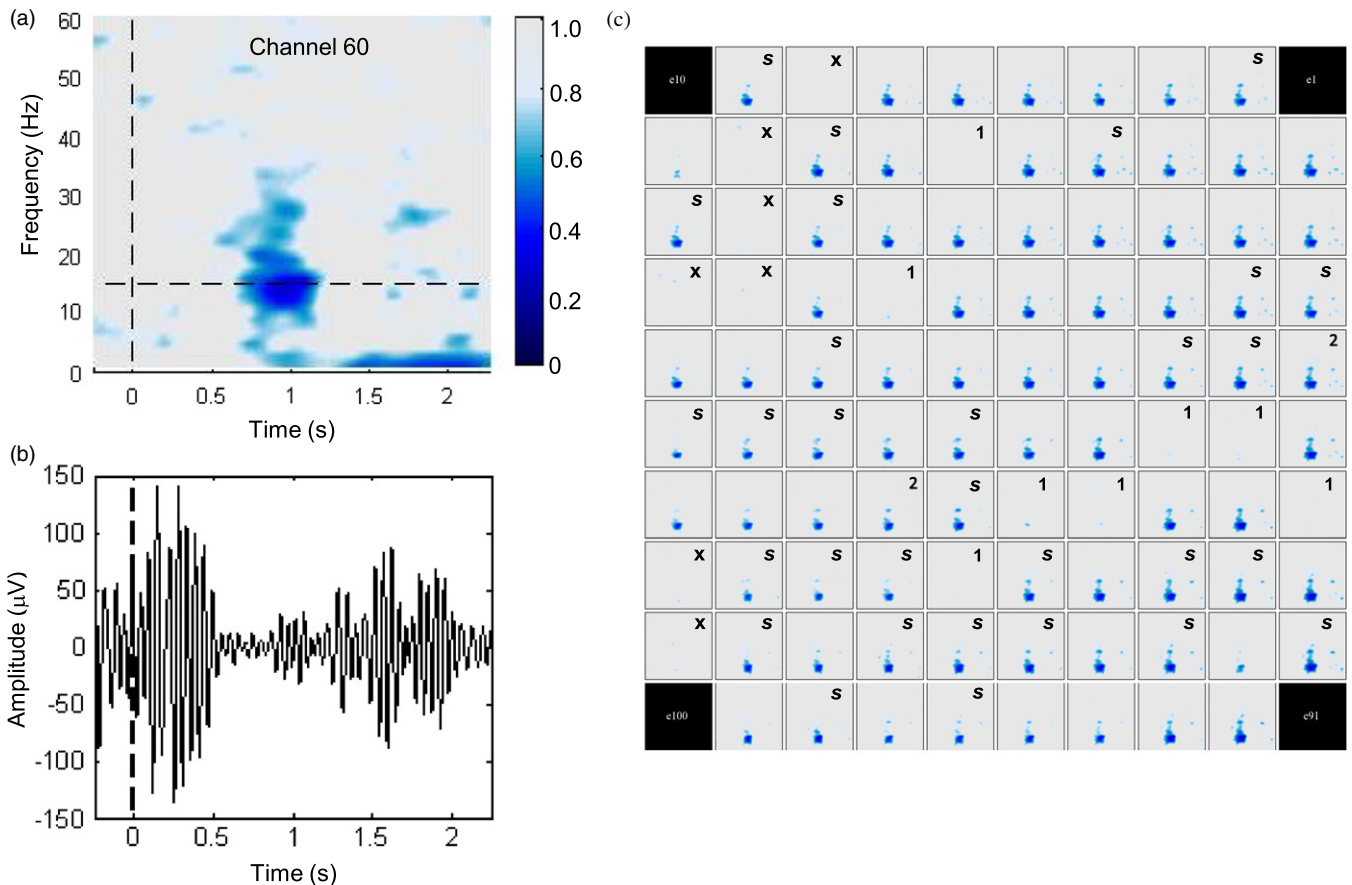 (a)
Channel 60
60
50
40
30
20
10
0
Frequency (Hz)
0 0.5 1 1.5 2
Time (s)
1.0
0.8
0.6
0.4
0.2
0
(b)
150
100
50
0
-50
-100
-150
Amplitude (µV)
0 0.5 1 1.5 2
Time (s)
(c)
e10 s x s e1
x s 1 s
s x s
x x 1 s s
s s s 2
s s s s 1 1
2 s 1 1 1
x s s s 1 s s s
x s s s s s s
e100 s s e91